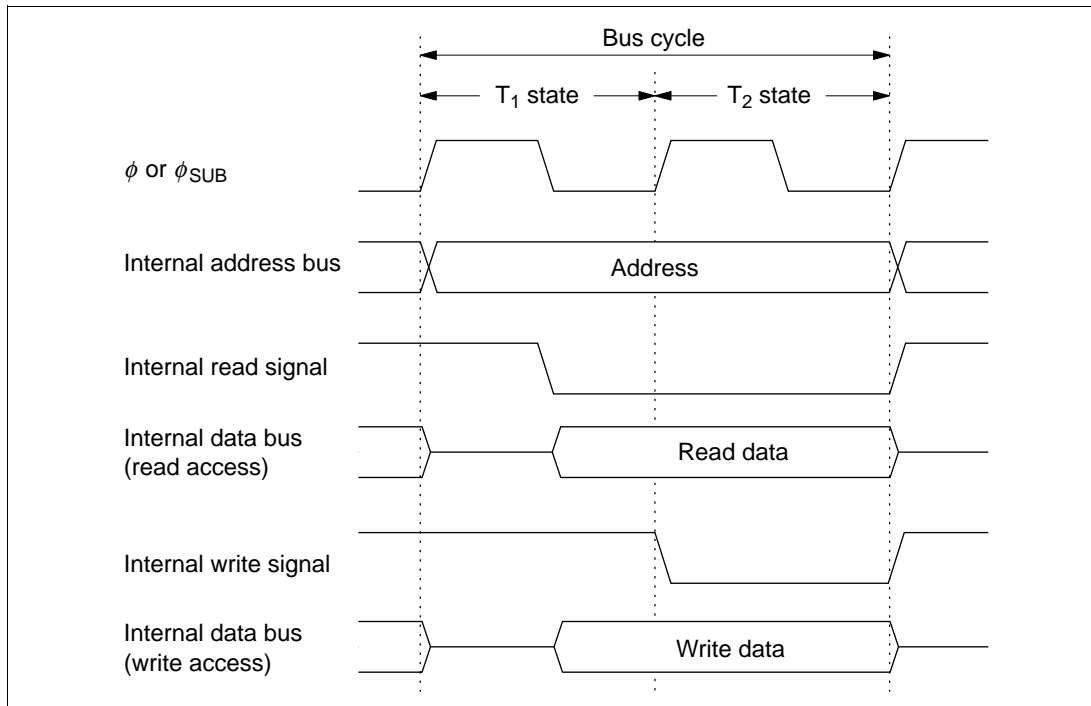 Bus cycle
T₁ state
T₂ state
ϕ or ϕSUB
Internal address bus
Address
Internal read signal
Internal data bus
(read access)
Read data
Internal write signal
Internal data bus
(write access)
Write data